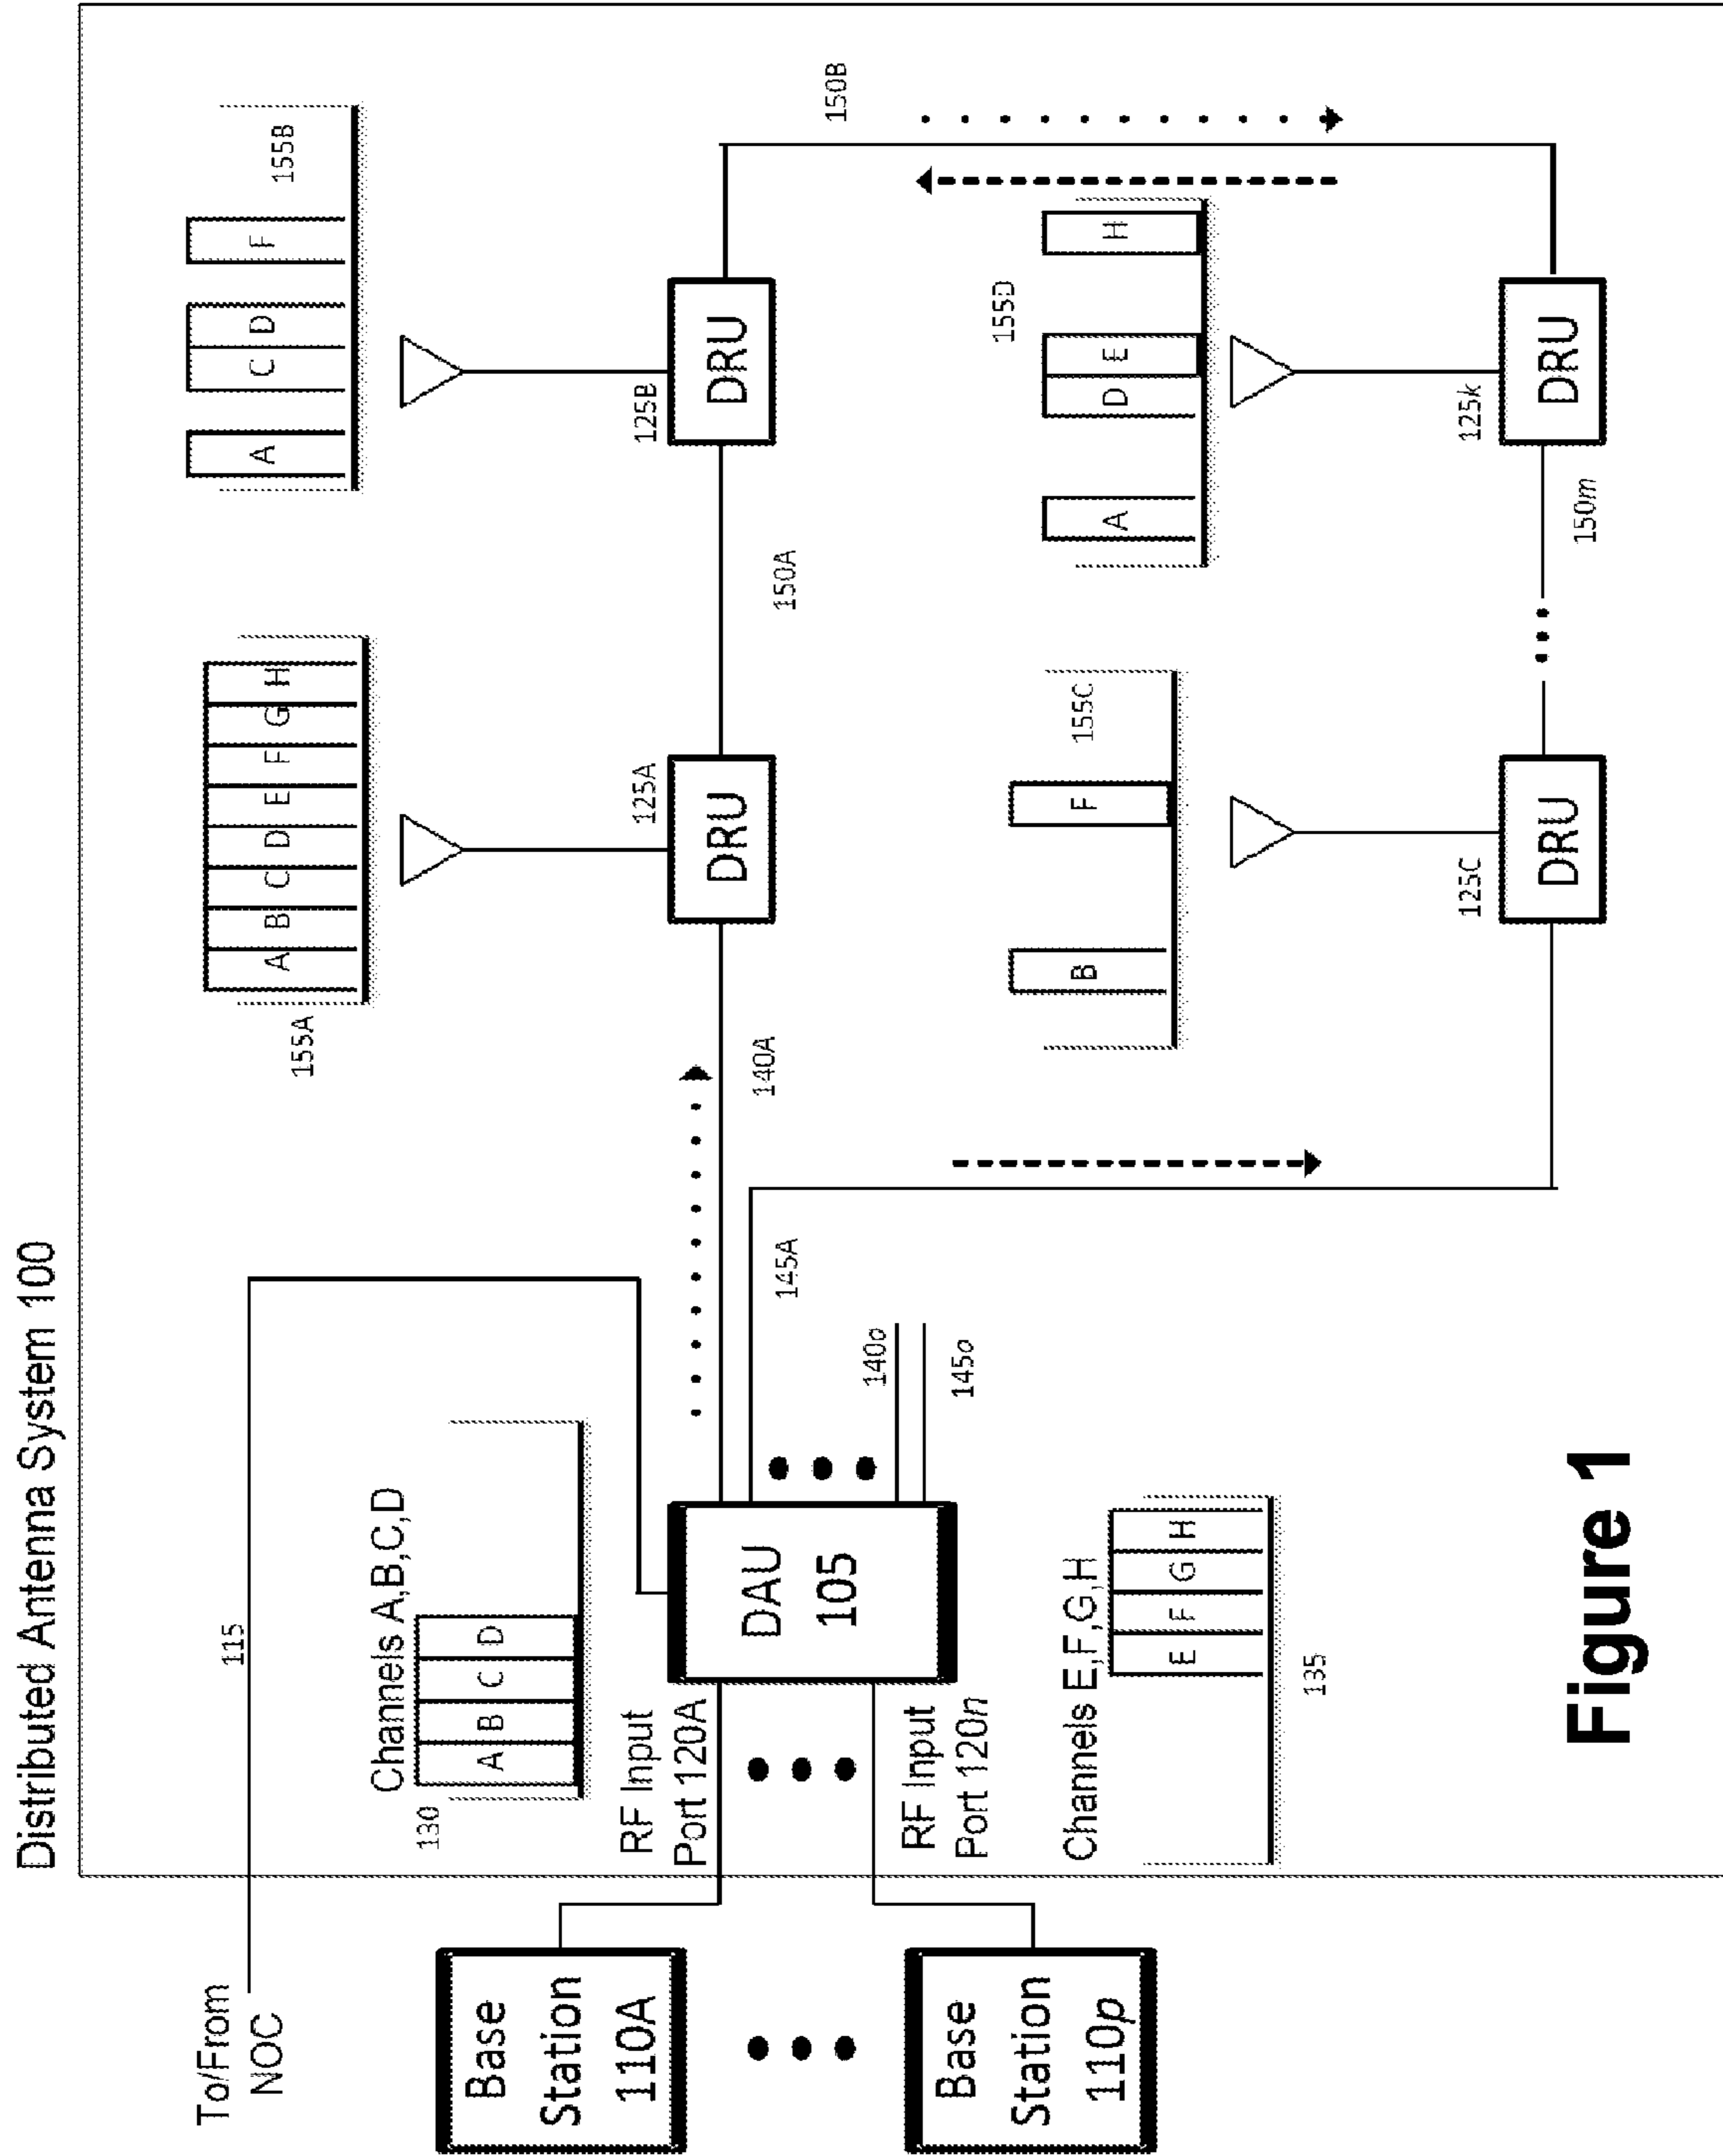 Distributed Antenna System 100
To/From
NOC
115
Base
Station
110A
Base
Station
110p
130
Channels A,B,C,D
A B C D
RF Input
Port 120A
DAU
105
RF Input
Port 120n
Channels E,F,G,H
E F G H
135
140A
145A
140o
145o
155A
A B C D E F G H
125A
DRU
150A
155B
A C D F
125B
DRU
150B
155C
B F
125C
DRU
155D
A D E H
125k
DRU
150m
Figure 1